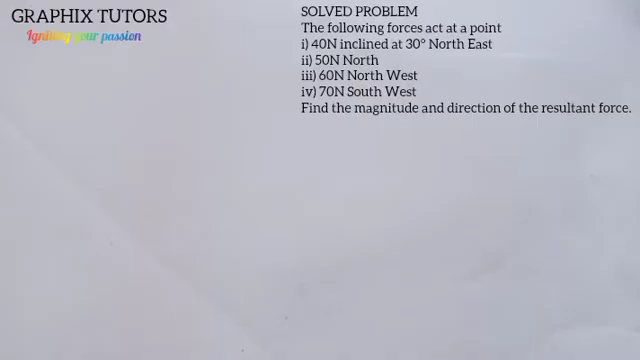 GRAPHIX TUTORS
Igniting your passion
SOLVED PROBLEM
The following forces act at a point
i) 40N inclined at 30° North East
ii) 50N North
iii) 60N North West
iv) 70N South West
Find the magnitude and direction of the resultant force.